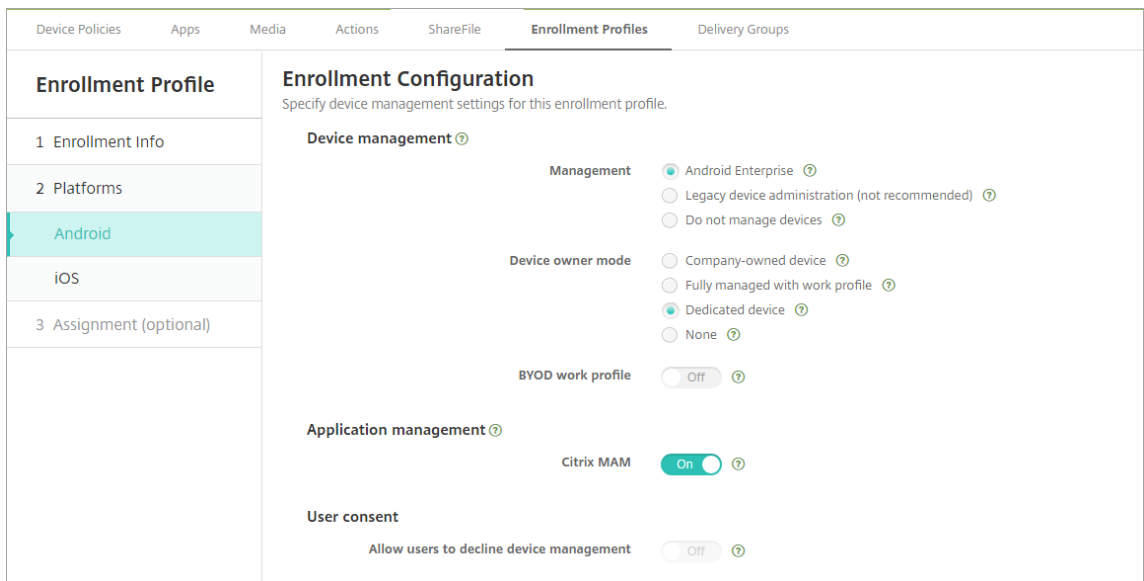 Device Policies Apps Media Actions ShareFile Enrollment Profiles Delivery Groups
Enrollment Profile
1 Enrollment Info
2 Platforms
Android
iOS
3 Assignment (optional)
Enrollment Configuration
Specify device management settings for this enrollment profile.
Device management ?
Management
Android Enterprise ?
Legacy device administration (not recommended) ?
Do not manage devices ?
Device owner mode
Company-owned device ?
Fully managed with work profile ?
Dedicated device ?
None ?
BYOD work profile Off ?
Application management ?
Citrix MAM On ?
User consent
Allow users to decline device management Off ?